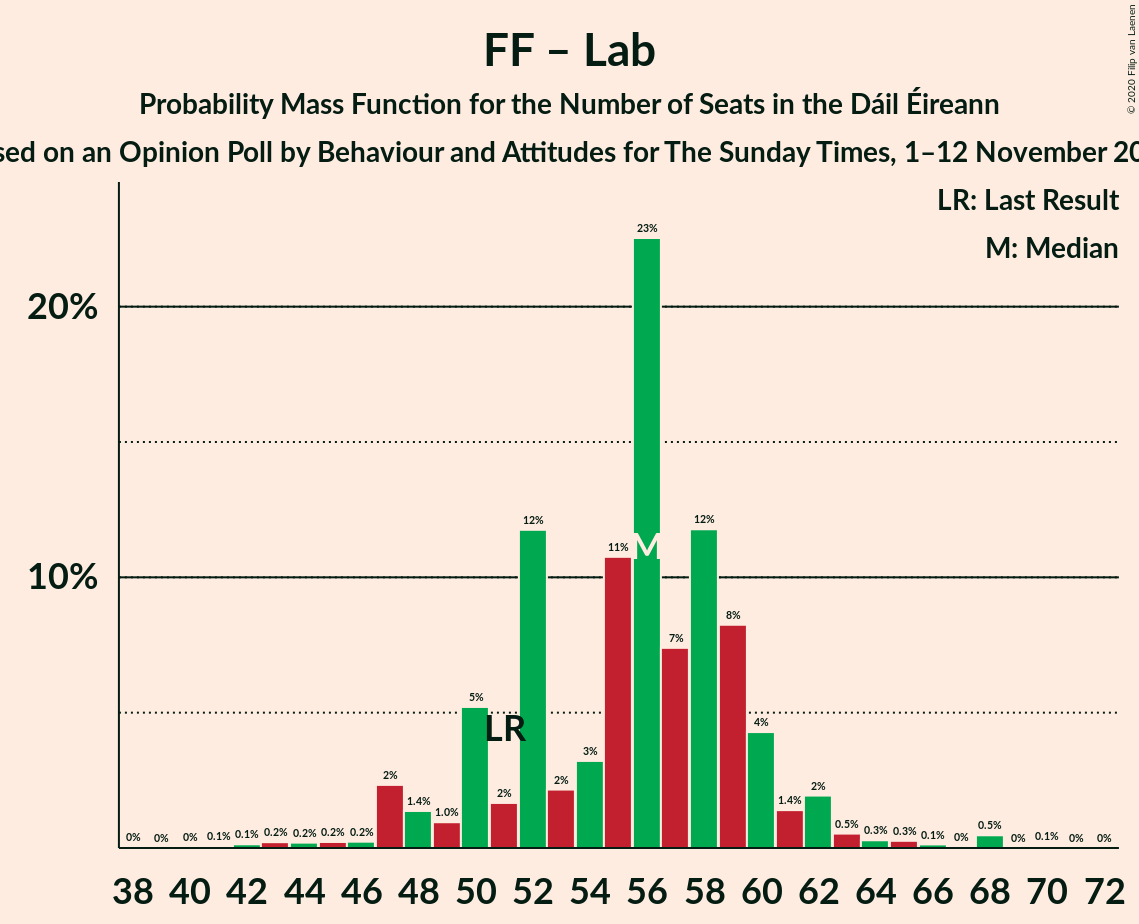 FF – Lab
Probability Mass Function for the Number of Seats in the Dáil Éireann
on an Opinion Poll by Behaviour and Attitudes for The Sunday Times, 1–12 November
© 2020 Filip van Laenen
LR: Last Result
M: Median
20%
10%
0% 0% 0% 0.1% 0.1% 0.2% 0.2% 0.2% 0.2% 2% 1.4% 1.0% 5% 2% 12% 2% 3% 11% 23% 7% 12% 8% 4% 1.4% 2% 0.5% 0.3% 0.3% 0.1% 0% 0.5% 0% 0.1% 0% 0%
LR
M
38 40 42 44 46 48 50 52 54 56 58 60 62 64 66 68 70 72